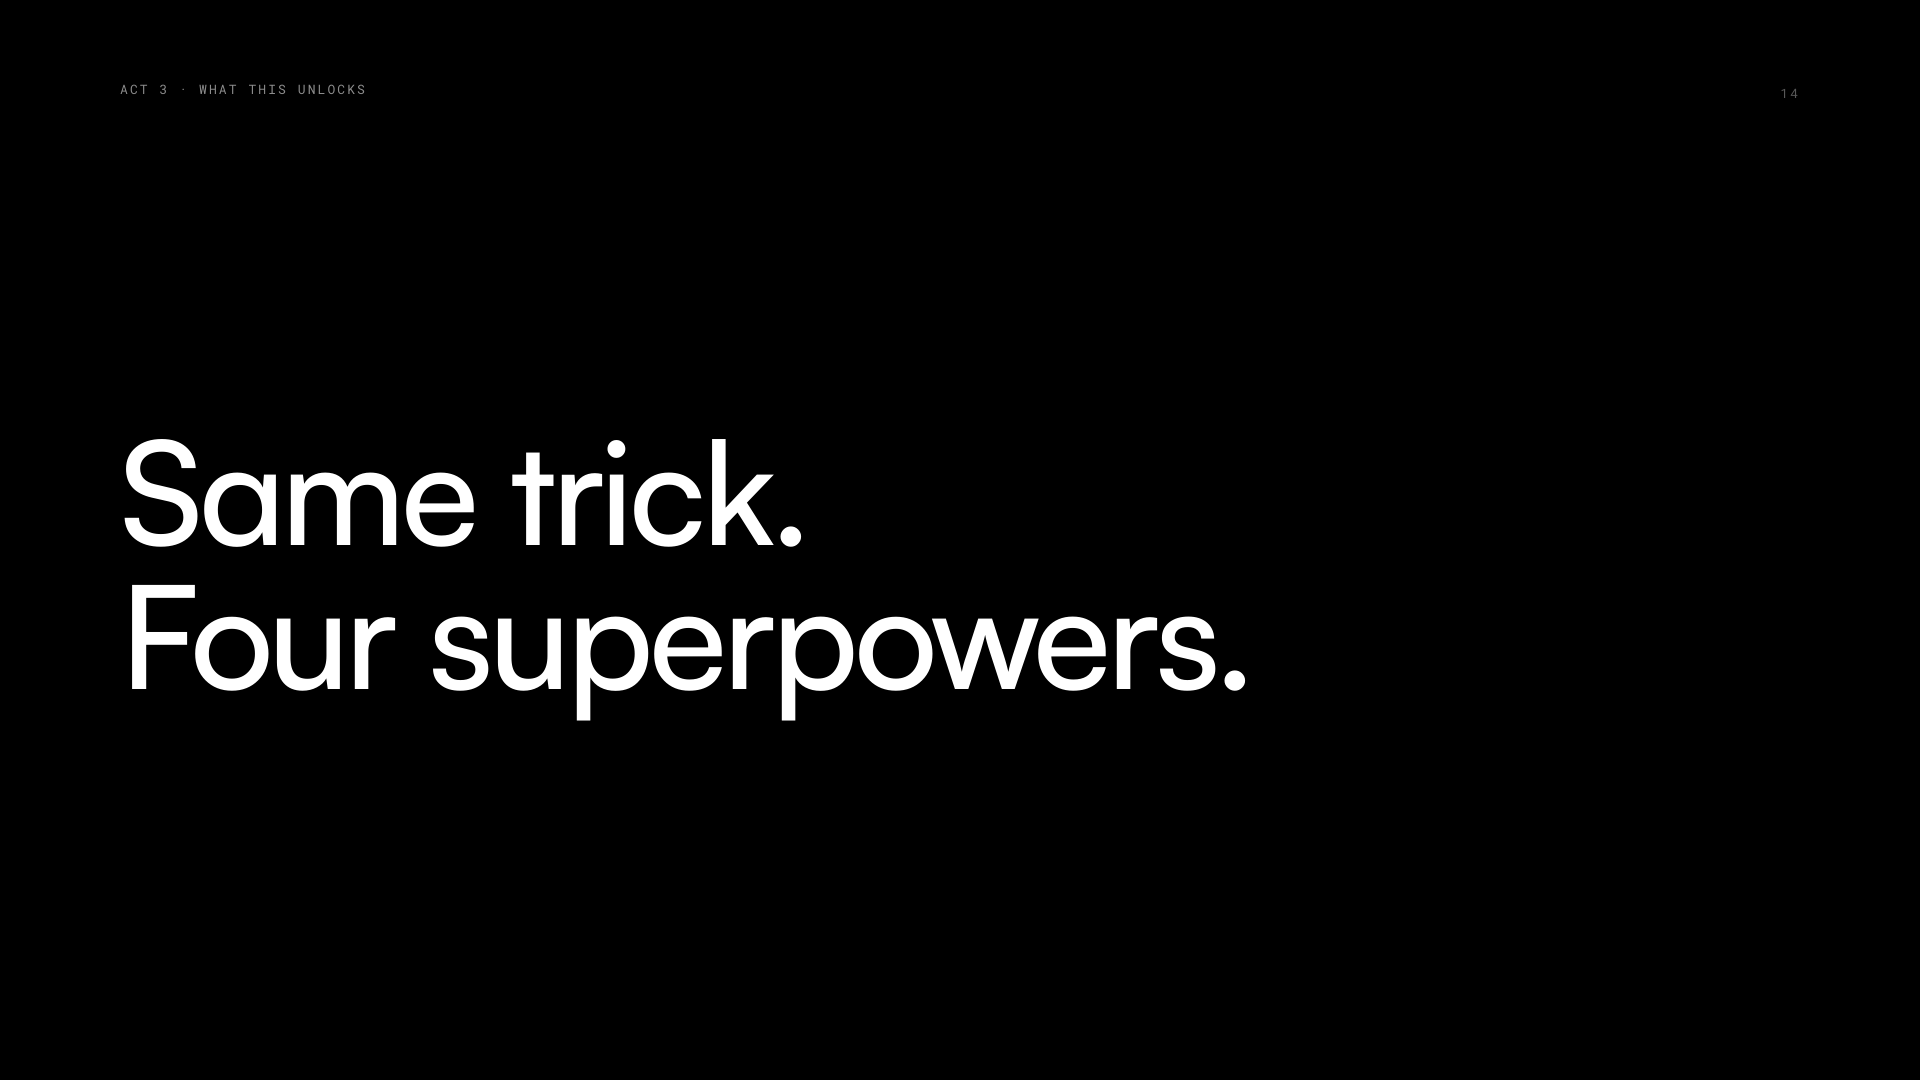 ACT 3 · WHAT THIS UNLOCKS
14
Same trick.
Four superpowers.